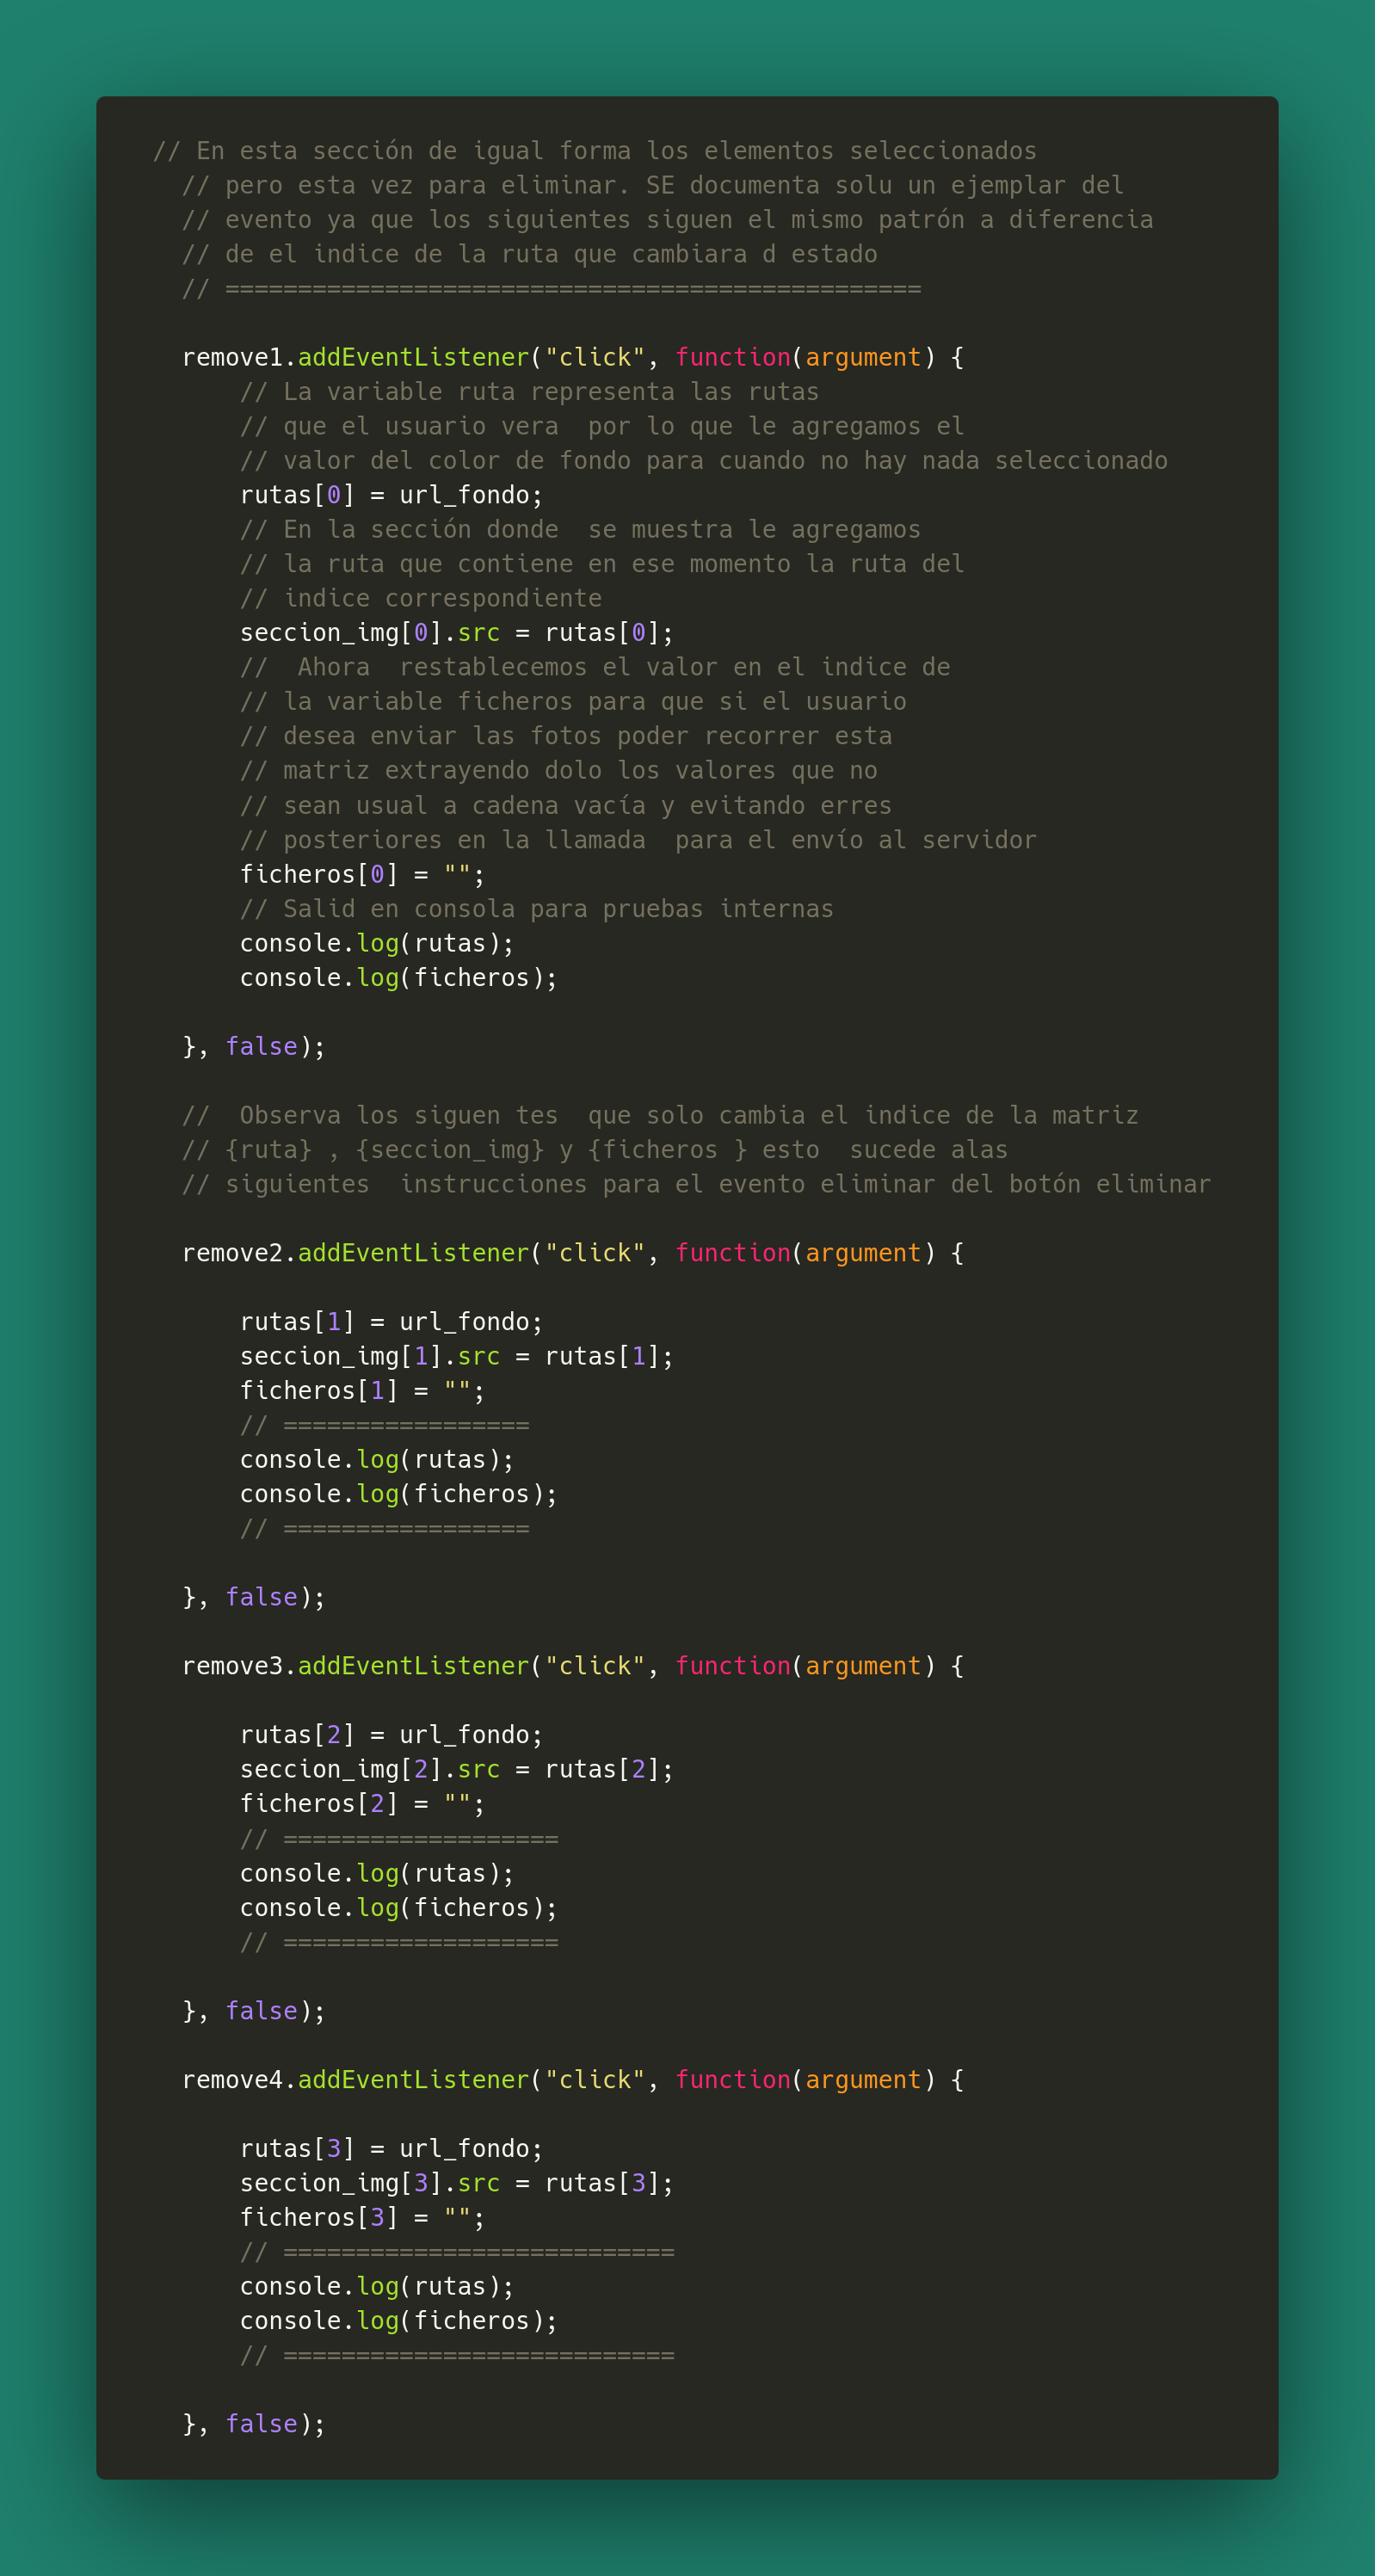 // En esta sección de igual forma los elementos seleccionados
// pero esta vez para eliminar. SE documenta solu un ejemplar del
// evento ya que los siguientes siguen el mismo patrón a diferencia
// de el indice de la ruta que cambiara d estado
// ================================================
remove1.addEventListener("click", function(argument) {
// La variable ruta representa las rutas
// que el usuario vera  por lo que le agregamos el
// valor del color de fondo para cuando no hay nada seleccionado
rutas[0] = url_fondo;
// En la sección donde  se muestra le agregamos
// la ruta que contiene en ese momento la ruta del
// indice correspondiente
seccion_img[0].src = rutas[0];
//  Ahora  restablecemos el valor en el indice de
// la variable ficheros para que si el usuario
// desea enviar las fotos poder recorrer esta
// matriz extrayendo dolo los valores que no
// sean usual a cadena vacía y evitando erres
// posteriores en la llamada  para el envío al servidor
ficheros[0] = "";
// Salid en consola para pruebas internas
console.log(rutas);
console.log(ficheros);
}, false);
//  Observa los siguen tes  que solo cambia el indice de la matriz
// {ruta} , {seccion_img} y {ficheros } esto  sucede alas
// siguientes  instrucciones para el evento eliminar del botón eliminar
remove2.addEventListener("click", function(argument) {
rutas[1] = url_fondo;
seccion_img[1].src = rutas[1];
ficheros[1] = "";
// =================
console.log(rutas);
console.log(ficheros);
// =================
}, false);
remove3.addEventListener("click", function(argument) {
rutas[2] = url_fondo;
seccion_img[2].src = rutas[2];
ficheros[2] = "";
// ===================
console.log(rutas);
console.log(ficheros);
// ===================
}, false);
remove4.addEventListener("click", function(argument) {
rutas[3] = url_fondo;
seccion_img[3].src = rutas[3];
ficheros[3] = "";
// ===========================
console.log(rutas);
console.log(ficheros);
// ===========================
}, false);